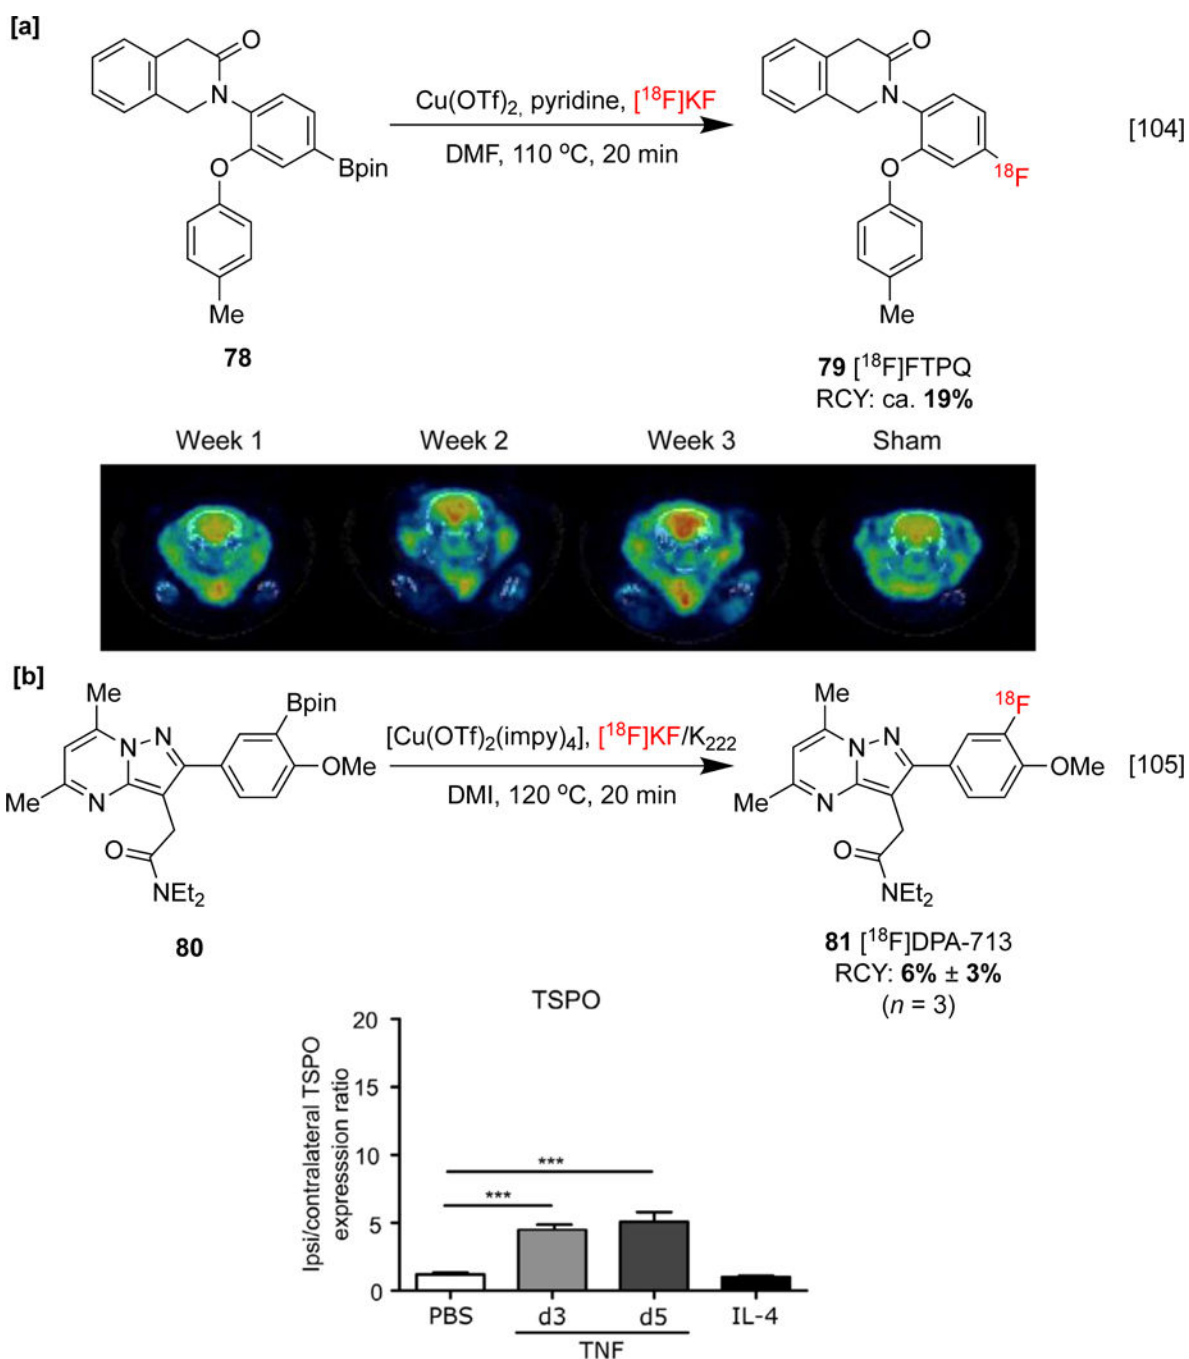 [a]
O
N
O
Bpin
Me
78
Cu(OTf)₂, pyridine, [¹⁸F]KF
DMF, 110 ºC, 20 min
O
N
O
¹⁸F
Me
79 [¹⁸F]FTPQ
RCY: ca. 19%
[104]
Week 1 Week 2 Week 3 Sham
[b]
Me
Bpin
N
N
OMe
Me
N
O
NEt₂
80
[Cu(OTf)₂(impy)₄], [¹⁸F]KF/K₂₂₂
DMI, 120 ºC, 20 min
Me
¹⁸F
N
N
OMe
Me
N
O
NEt₂
81 [¹⁸F]DPA-713
RCY: 6% ± 3%
(n = 3)
[105]
TSPO
Ipsi/contralateral TSPO
expresssion ratio
20
15
10
5
0
***
***
PBS d3 d5 IL-4
TNF